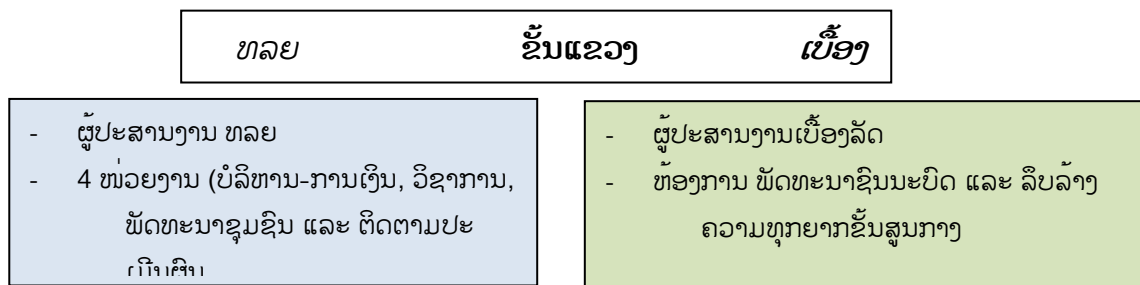 ທລຍ ຂັ້ນແຂວງ ເບື້ອງ
- ຜູ້ປະສານງານ ທລຍ
- 4 ໜ່ວຍງານ (ບໍລິຫານ-ການເງິນ, ວິຊາການ,
ພັດທະນາຊຸມຊົນ ແລະ ຕິດຕາມປະ
ເມີນຜົນ
- ຜູ້ປະສານງານເບື້ອງລັດ
- ຫ້ອງການ ພັດທະນາຊົນນະບົດ ແລະ ລຶບລ້າງ
ຄວາມທຸກຍາກຂັ້ນສູນກາງ